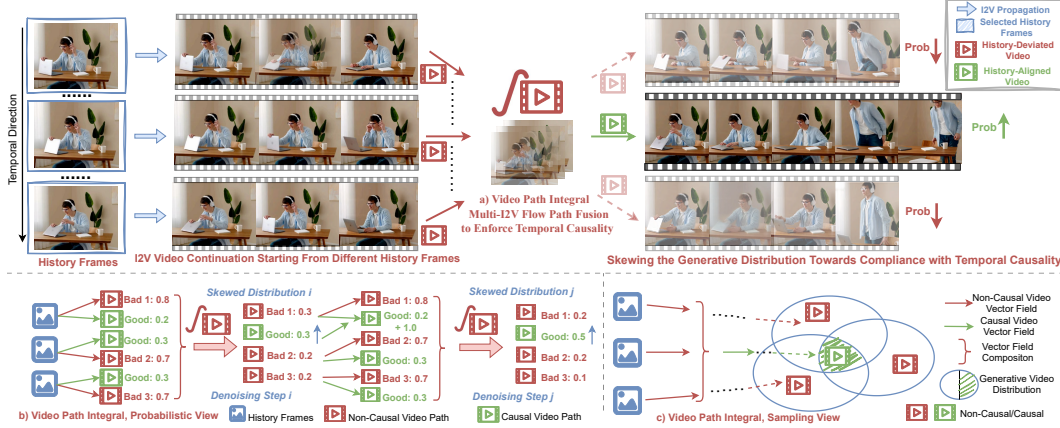 I2V Propagation
Selected History
Frames
History-Deviated
Video
History-Aligned
Video
Temporal Direction
......
......
Prob
Prob
Prob
a) Video Path Integral
Multi-I2V Flow Path Fusion
to Enforce Temporal Causality
History Frames
I2V Video Continuation Starting From Different History Frames
Skewing the Generative Distribution Towards Compliance with Temporal Causality
Bad 1: 0.8
Good: 0.2
Good: 0.3
Bad 2: 0.7
Good: 0.3
Bad 3: 0.7
Skewed Distribution i
Bad 1: 0.3
Good: 0.3
Bad 2: 0.2
Bad 3: 0.2
Denoising Step i
Bad 1: 0.8
Good: 0.2
+ 1.0
Bad 2: 0.7
Good: 0.3
Bad 3: 0.7
Good: 0.3
Skewed Distribution j
Bad 1: 0.2
Good: 0.5
Bad 2: 0.2
Bad 3: 0.1
Denoising Step j
b) Video Path Integral, Probabilistic View
History Frames
Non-Causal Video Path
Causal Video Path
Non-Causal Video
Vector Field
Causal Video
Vector Field
Vector Field
Compositon
Generative Video
Distribution
Non-Causal/Causal
c) Video Path Integral, Sampling View